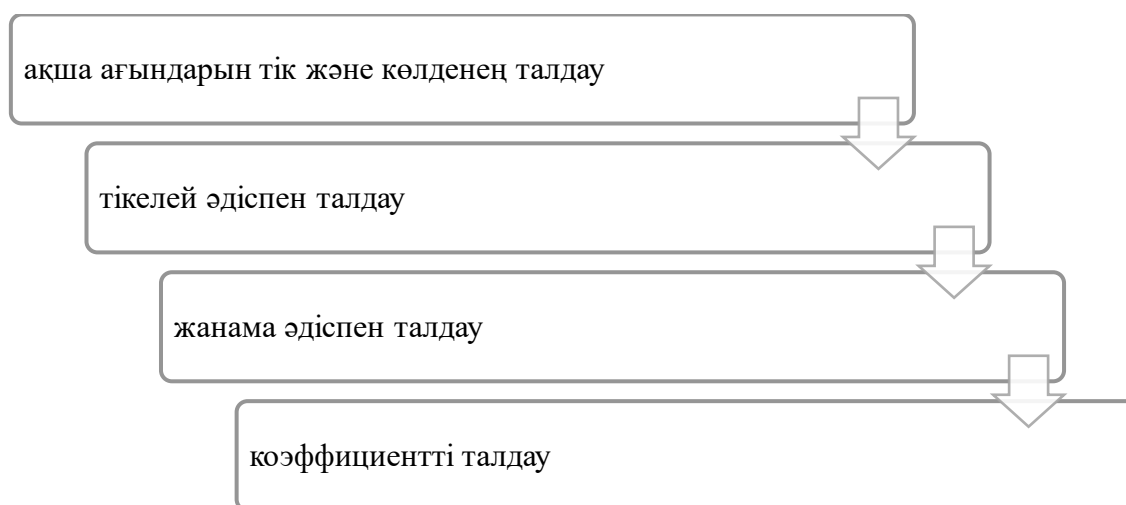 ақша ағындарын тік және көлденең талдау
тікелей әдіспен талдау
жанама әдіспен талдау
коэффициентті талдау